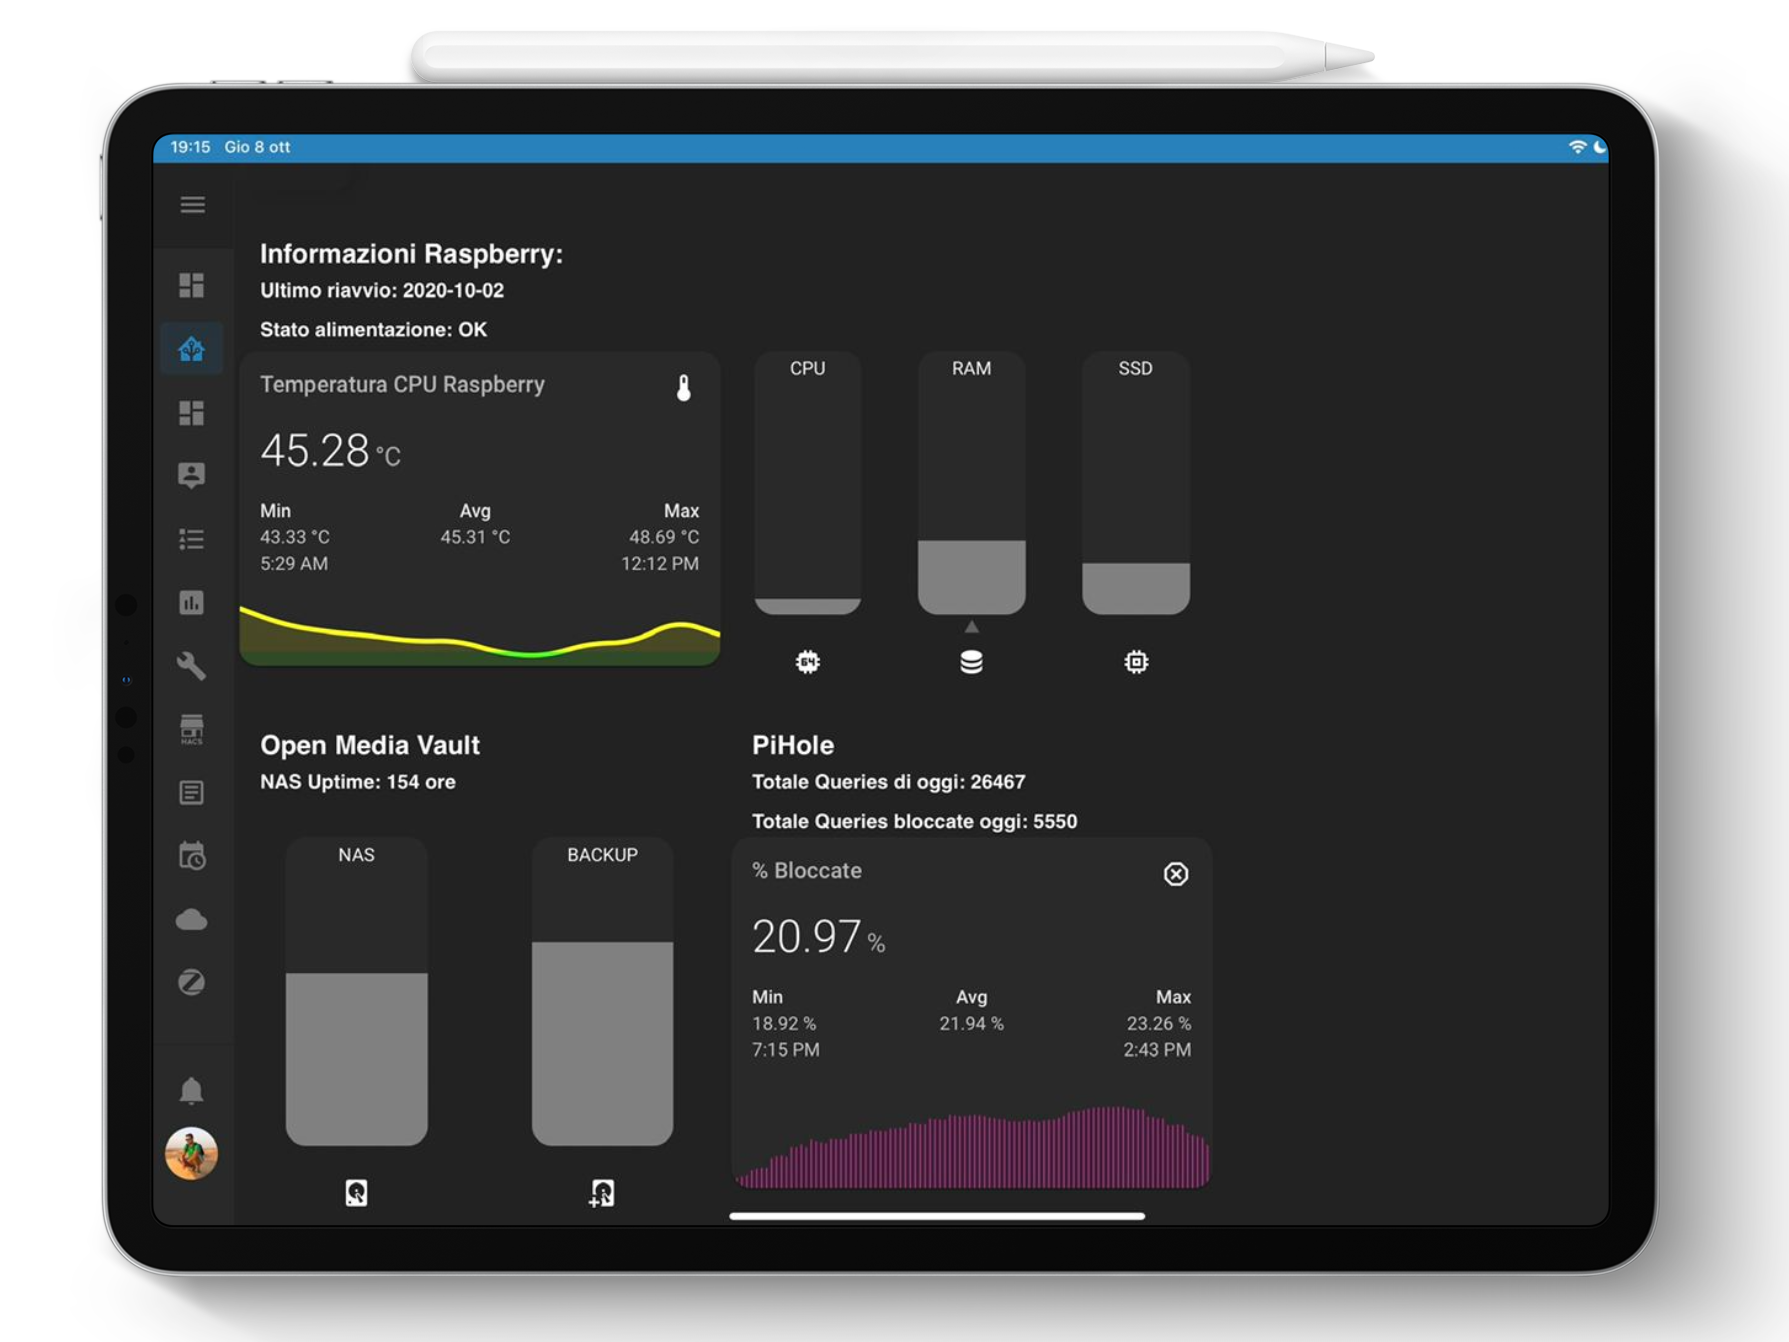 19:15 Gio 8 ott
Informazioni Raspberry:
Ultimo riavvio: 2020-10-02
Stato alimentazione: OK
Temperatura CPU Raspberry
45.28 °C
Min Avg Max
43.33 °C 45.31 °C 48.69 °C
5:29 AM 12:12 PM
CPU RAM SSD
64
HACS
Open Media Vault
NAS Uptime: 154 ore
NAS BACKUP
PiHole
Totale Queries di oggi: 26467
Totale Queries bloccate oggi: 5550
% Bloccate
20.97 %
Min Avg Max
18.92 % 21.94 % 23.26 %
7:15 PM 2:43 PM